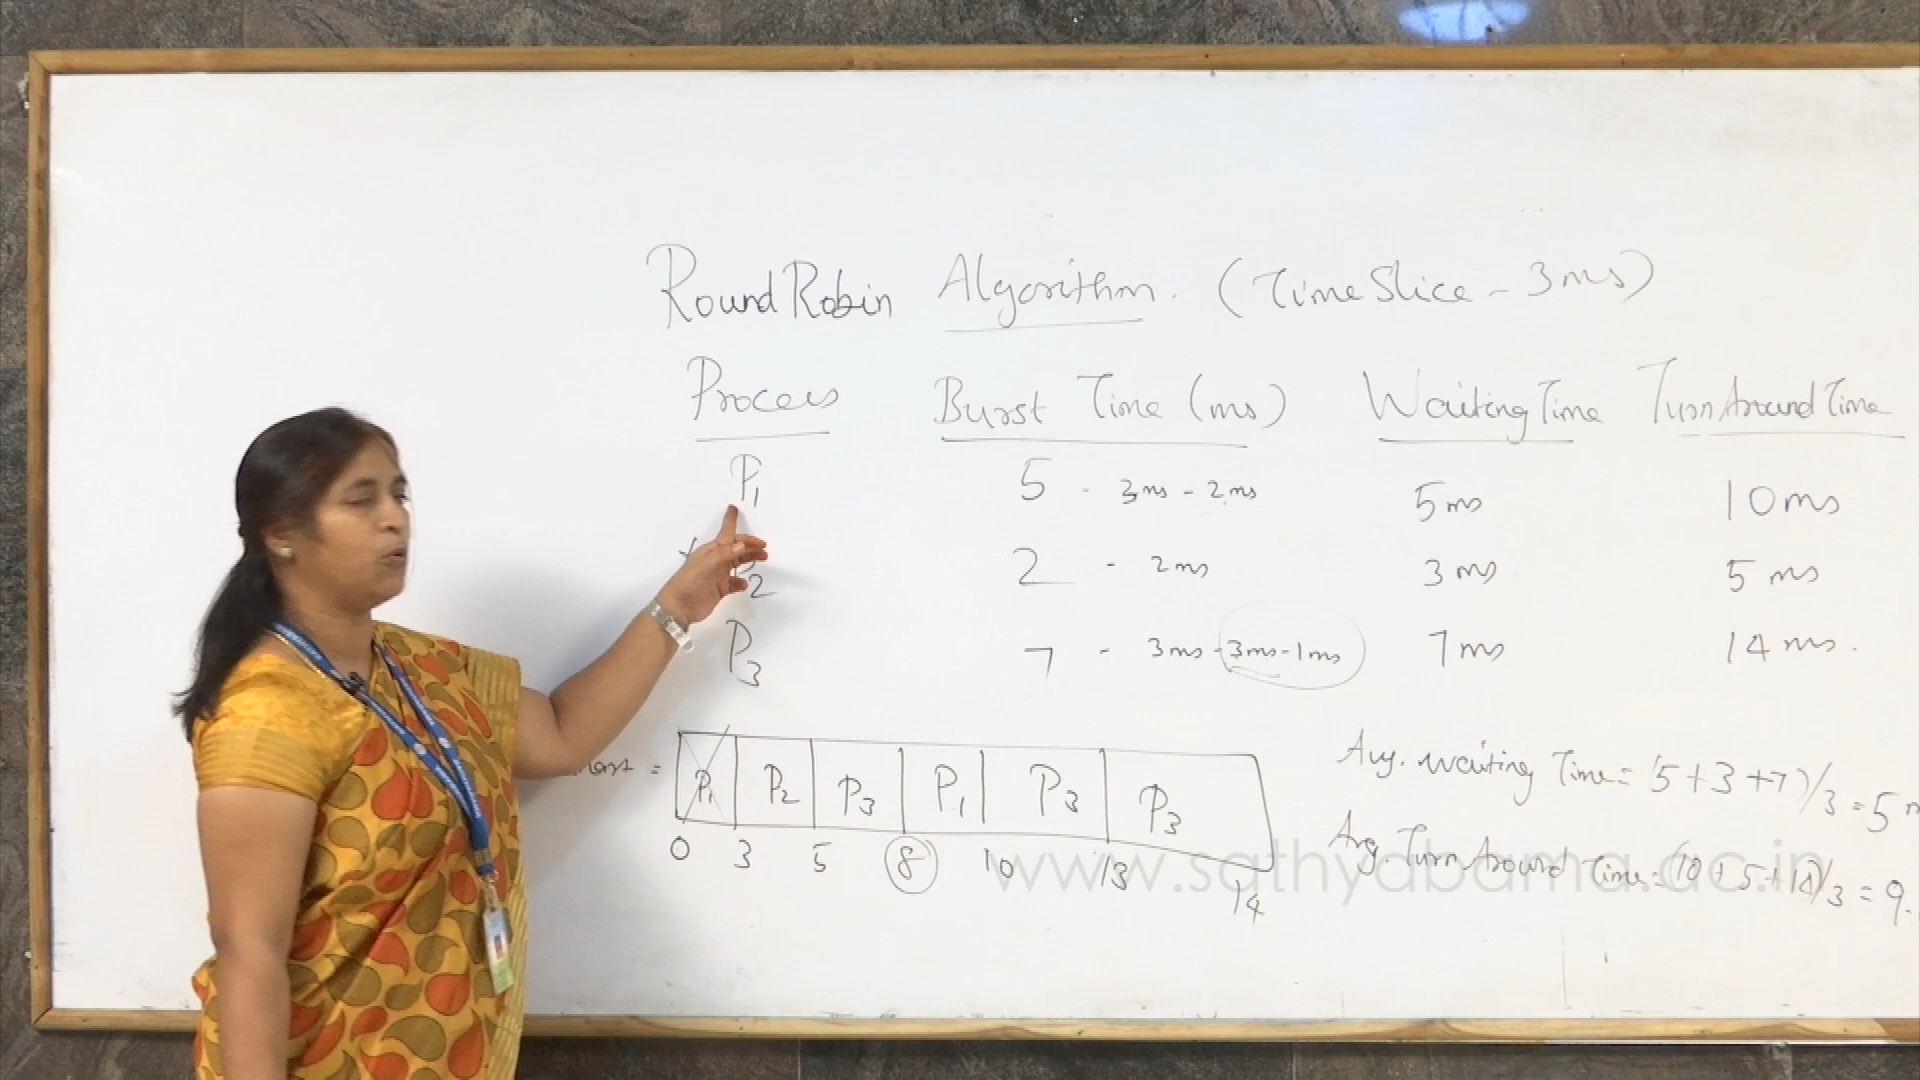 Round Robin Algorithm. (Time Slice - 3ms)
Process Burst Time (ms) Waiting Time Turn Around Time
P1 5 - 3ms - 2ms 5ms 10ms
P2 2 - 2ms 3ms 5ms
P3 7 - 3ms - 3ms - 1ms 7ms 14ms.
= P1 P2 P3 P1 P3 P3
0 3 5 8 10 13 14
Avg. Waiting Time = (5+3+7)/3 = 5
Avg. Turn Around Time = (10+5+14)/3 = 9.
www.sathyabama.ac.in